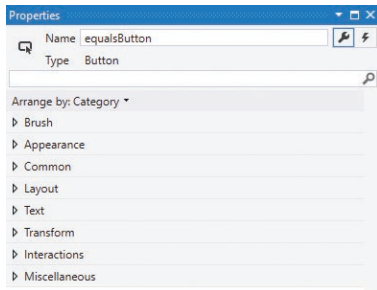 Properties
Name equalsButton
Type Button
Arrange by: Category
Brush
Appearance
Common
Layout
Text
Transform
Interactions
Miscellaneous